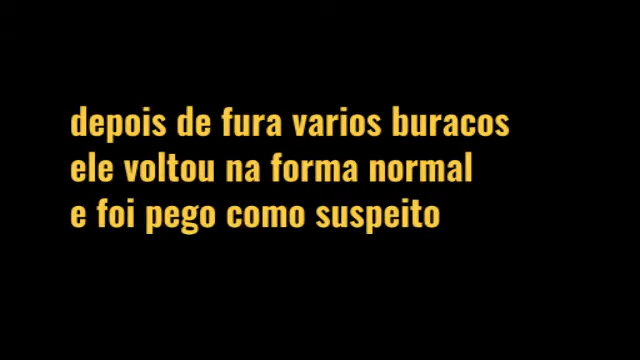 depois de fura varios buracos
ele voltou na forma normal
e foi pego como suspeito